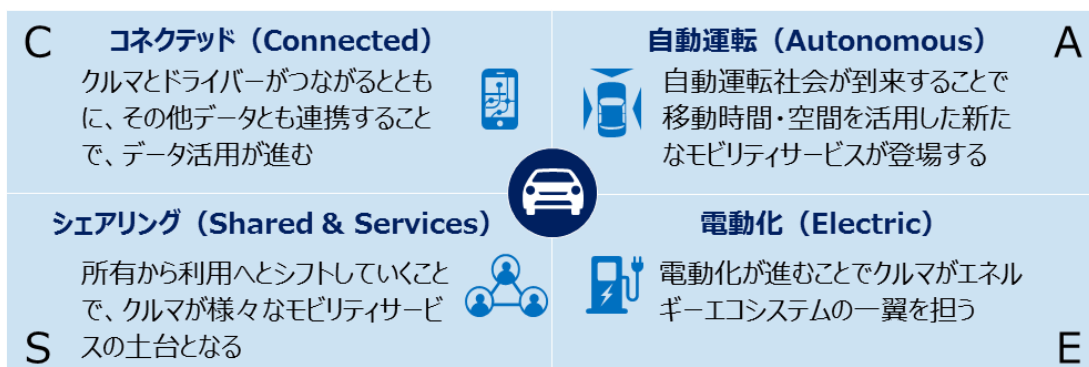 C
コネクテッド（Connected）
クルマとドライバーがつながるととも
に、その他データとも連携すること
で、データ活用が進む
自動運転（Autonomous）
A
自動運転社会が到来することで
移動時間・空間を活用した新た
なモビリティサービスが登場する
シェアリング（Shared & Services）
所有から利用へとシフトしていくこと
で、クルマが様々なモビリティサービ
スの土台となる
S
電動化（Electric）
電動化が進むことでクルマがエネル
ギーエコシステムの一翼を担う
E